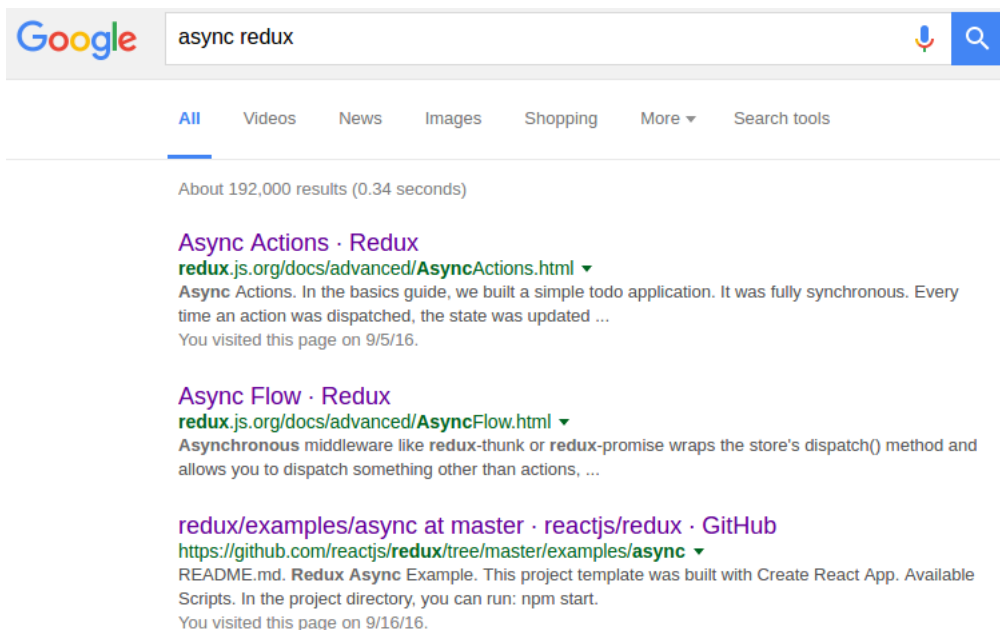 Google
async redux
All Videos News Images Shopping More Search tools
About 192,000 results (0.34 seconds)
Async Actions · Redux
redux.js.org/docs/advanced/AsyncActions.html
Async Actions. In the basics guide, we built a simple todo application. It was fully synchronous. Every
time an action was dispatched, the state was updated ...
You visited this page on 9/5/16.
Async Flow · Redux
redux.js.org/docs/advanced/AsyncFlow.html
Asynchronous middleware like redux-thunk or redux-promise wraps the store's dispatch() method and
allows you to dispatch something other than actions, ...
redux/examples/async at master · reactjs/redux · GitHub
https://github.com/reactjs/redux/tree/master/examples/async
README.md. Redux Async Example. This project template was built with Create React App. Available
Scripts. In the project directory, you can run: npm start.
You visited this page on 9/16/16.